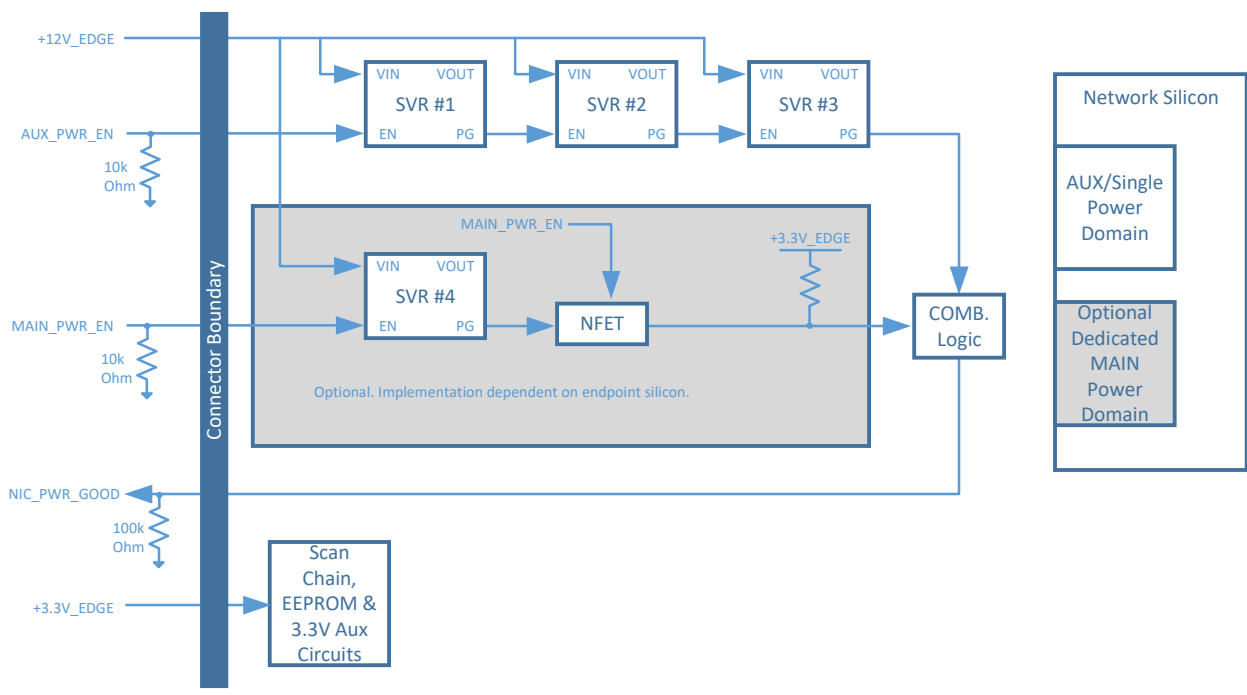 +12V_EDGE
VIN VOUT
SVR #1
EN PG
VIN VOUT
SVR #2
EN PG
VIN VOUT
SVR #3
EN PG
AUX_PWR_EN
10k
Ohm
Network Silicon
AUX/Single
Power
Domain
Optional
Dedicated
MAIN
Power
Domain
Connector Boundary
MAIN_PWR_EN
+3.3V_EDGE
VIN VOUT
SVR #4
EN PG
NFET
COMB.
Logic
MAIN_PWR_EN
10k
Ohm
Optional. Implementation dependent on endpoint silicon.
NIC_PWR_GOOD
100k
Ohm
+3.3V_EDGE
Scan
Chain,
EEPROM &
3.3V Aux
Circuits